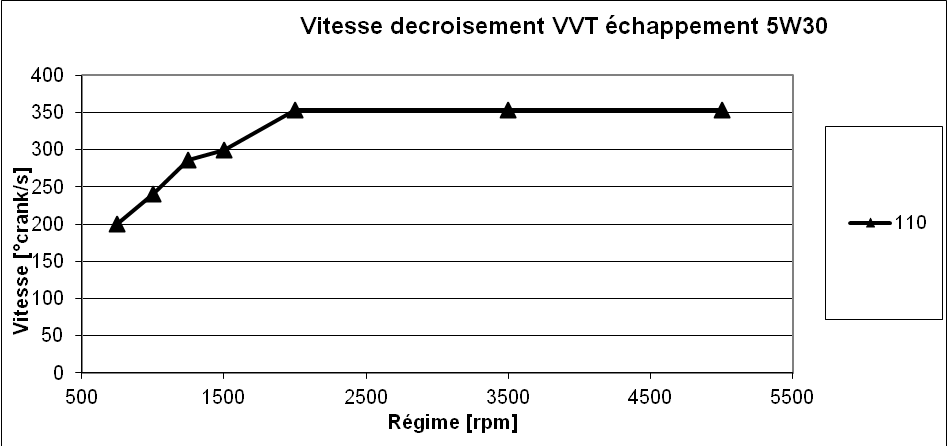 Vitesse decroisement VVT échappement 5W30
Vitesse [°crank/s]
400
350
300
250
200
150
100
50
0
500 1500 2500 3500 4500 5500
Régime [rpm]
110